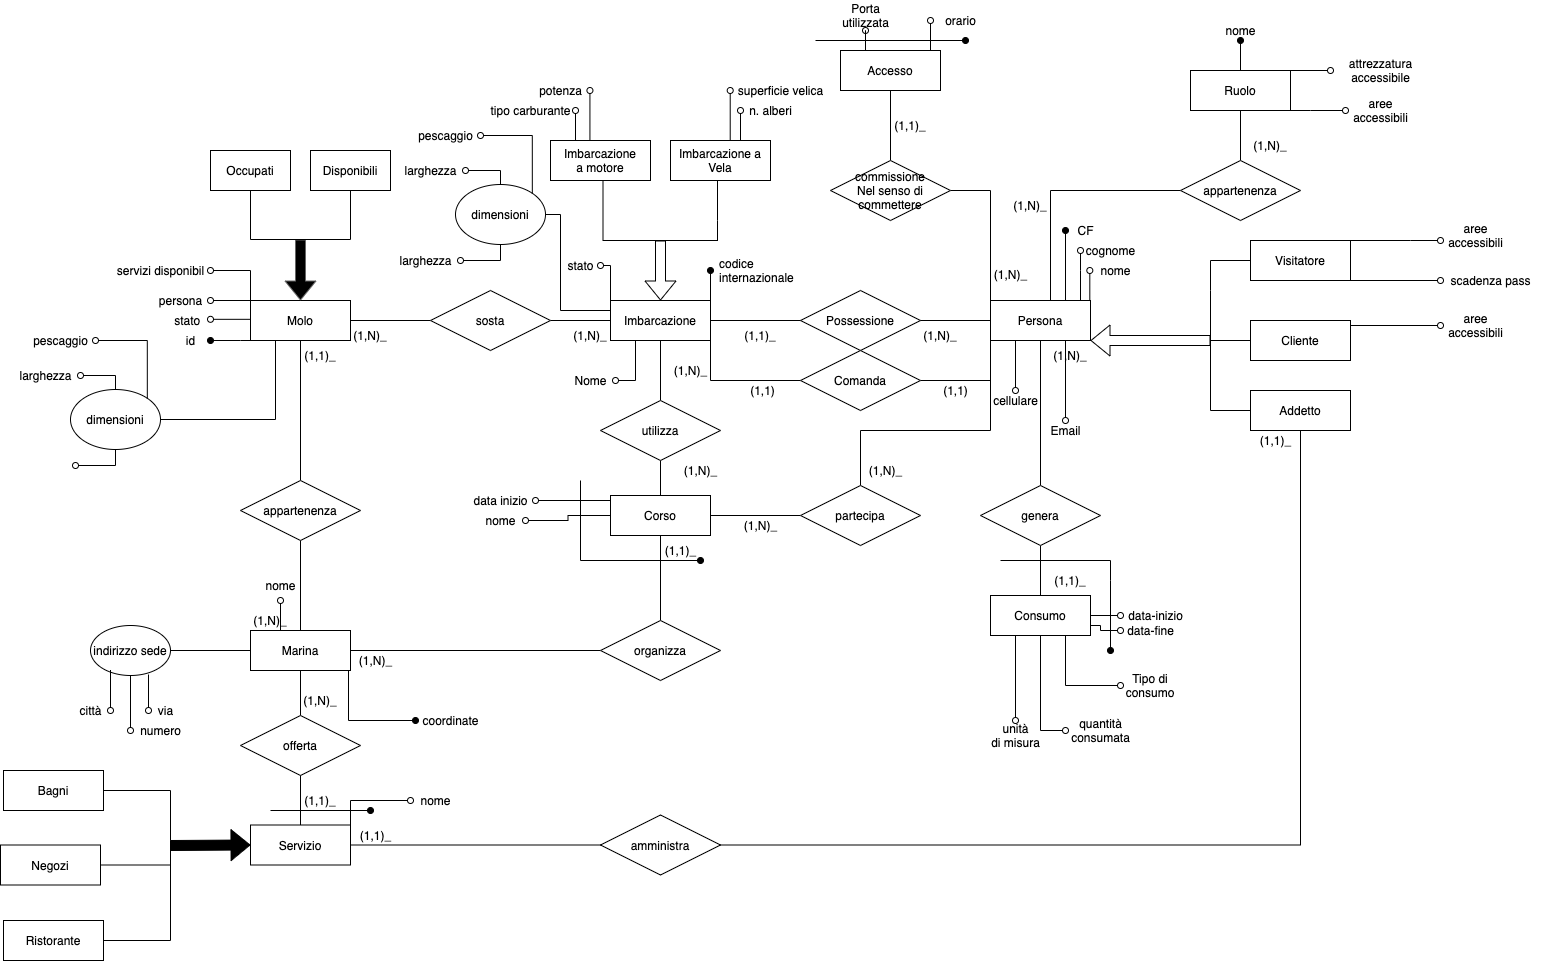 Porta
utilizzata
orario
Accesso
(1,1)_
commissione
Nel senso di
commettere
(1,N)_
nome
attrezzatura
accessibile
Ruolo
aree
accessibili
(1,N)_
appartenenza
(1,N)_
potenza
tipo carburante
superficie velica
n. alberi
pescaggio
larghezza
dimensioni
larghezza
Imbarcazione
a motore
Imbarcazione a
Vela
Occupati
Disponibili
servizi disponibil
persona
stato
id
Molo
(1,N)_
(1,1)_
pescaggio
larghezza
dimensioni
sosta
(1,N)_
stato
codice
internazionale
Imbarcazione
Nome
(1,N)_
(1,1)_
Possessione
(1,N)_
(1,1)
Comanda
(1,1)
CF
cognome
nome
Persona
(1,N)_
cellulare
Email
aree
accessibili
Visitatore
scadenza pass
Cliente
aree
accessibili
Addetto
(1,1)_
utilizza
(1,N)_
data inizio
nome
Corso
(1,1)_
(1,N)_
partecipa
(1,N)_
genera
(1,1)_
Consumo
data-inizio
data-fine
Tipo di
consumo
unità
di misura
quantità
consumata
appartenenza
nome
(1,N)_
indirizzo sede
città
numero
via
Marina
(1,N)_
organizza
(1,N)_
coordinate
offerta
(1,1)_
nome
Servizio
(1,1)_
amministra
Bagni
Negozi
Ristorante